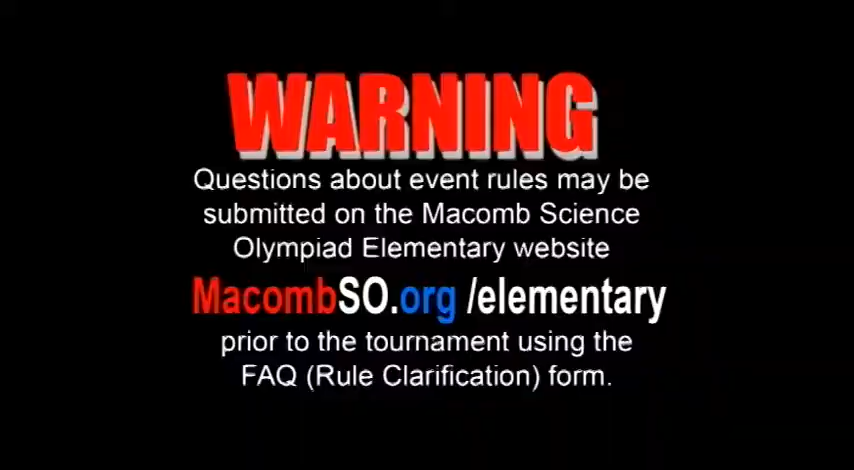 WARNING
Questions about event rules may be
submitted on the Macomb Science
Olympiad Elementary website
MacombSO.org /elementary
prior to the tournament using the
FAQ (Rule Clarification) form.